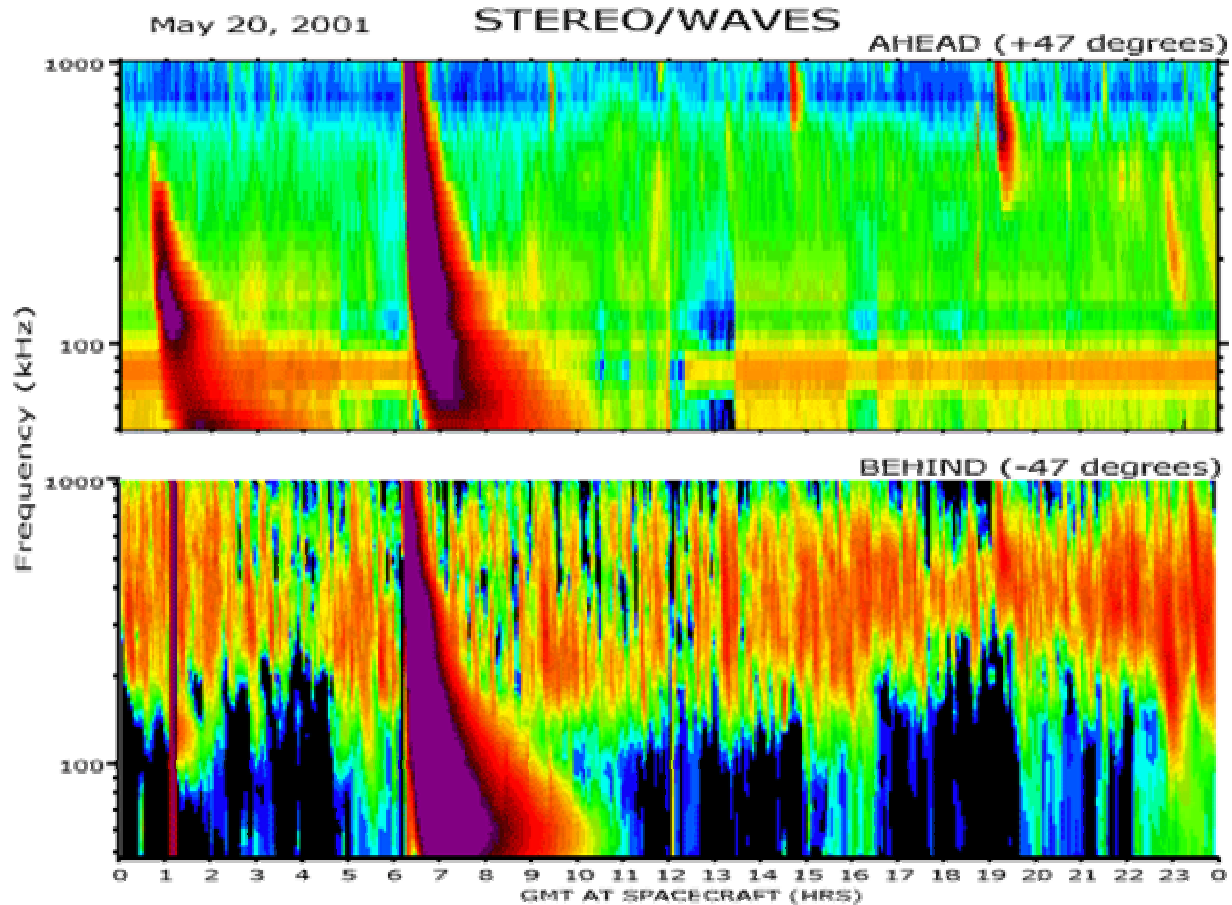 May 20, 2001 STEREO/WAVES
AHEAD (+47 degrees)
1000
100
Frequency (kHz)
BEHIND (-47 degrees)
1000
100
0 1 2 3 4 5 6 7 8 9 10 11 12 13 14 15 16 17 18 19 20 21 22 23 0
GMT AT SPACECRAFT (HRS)